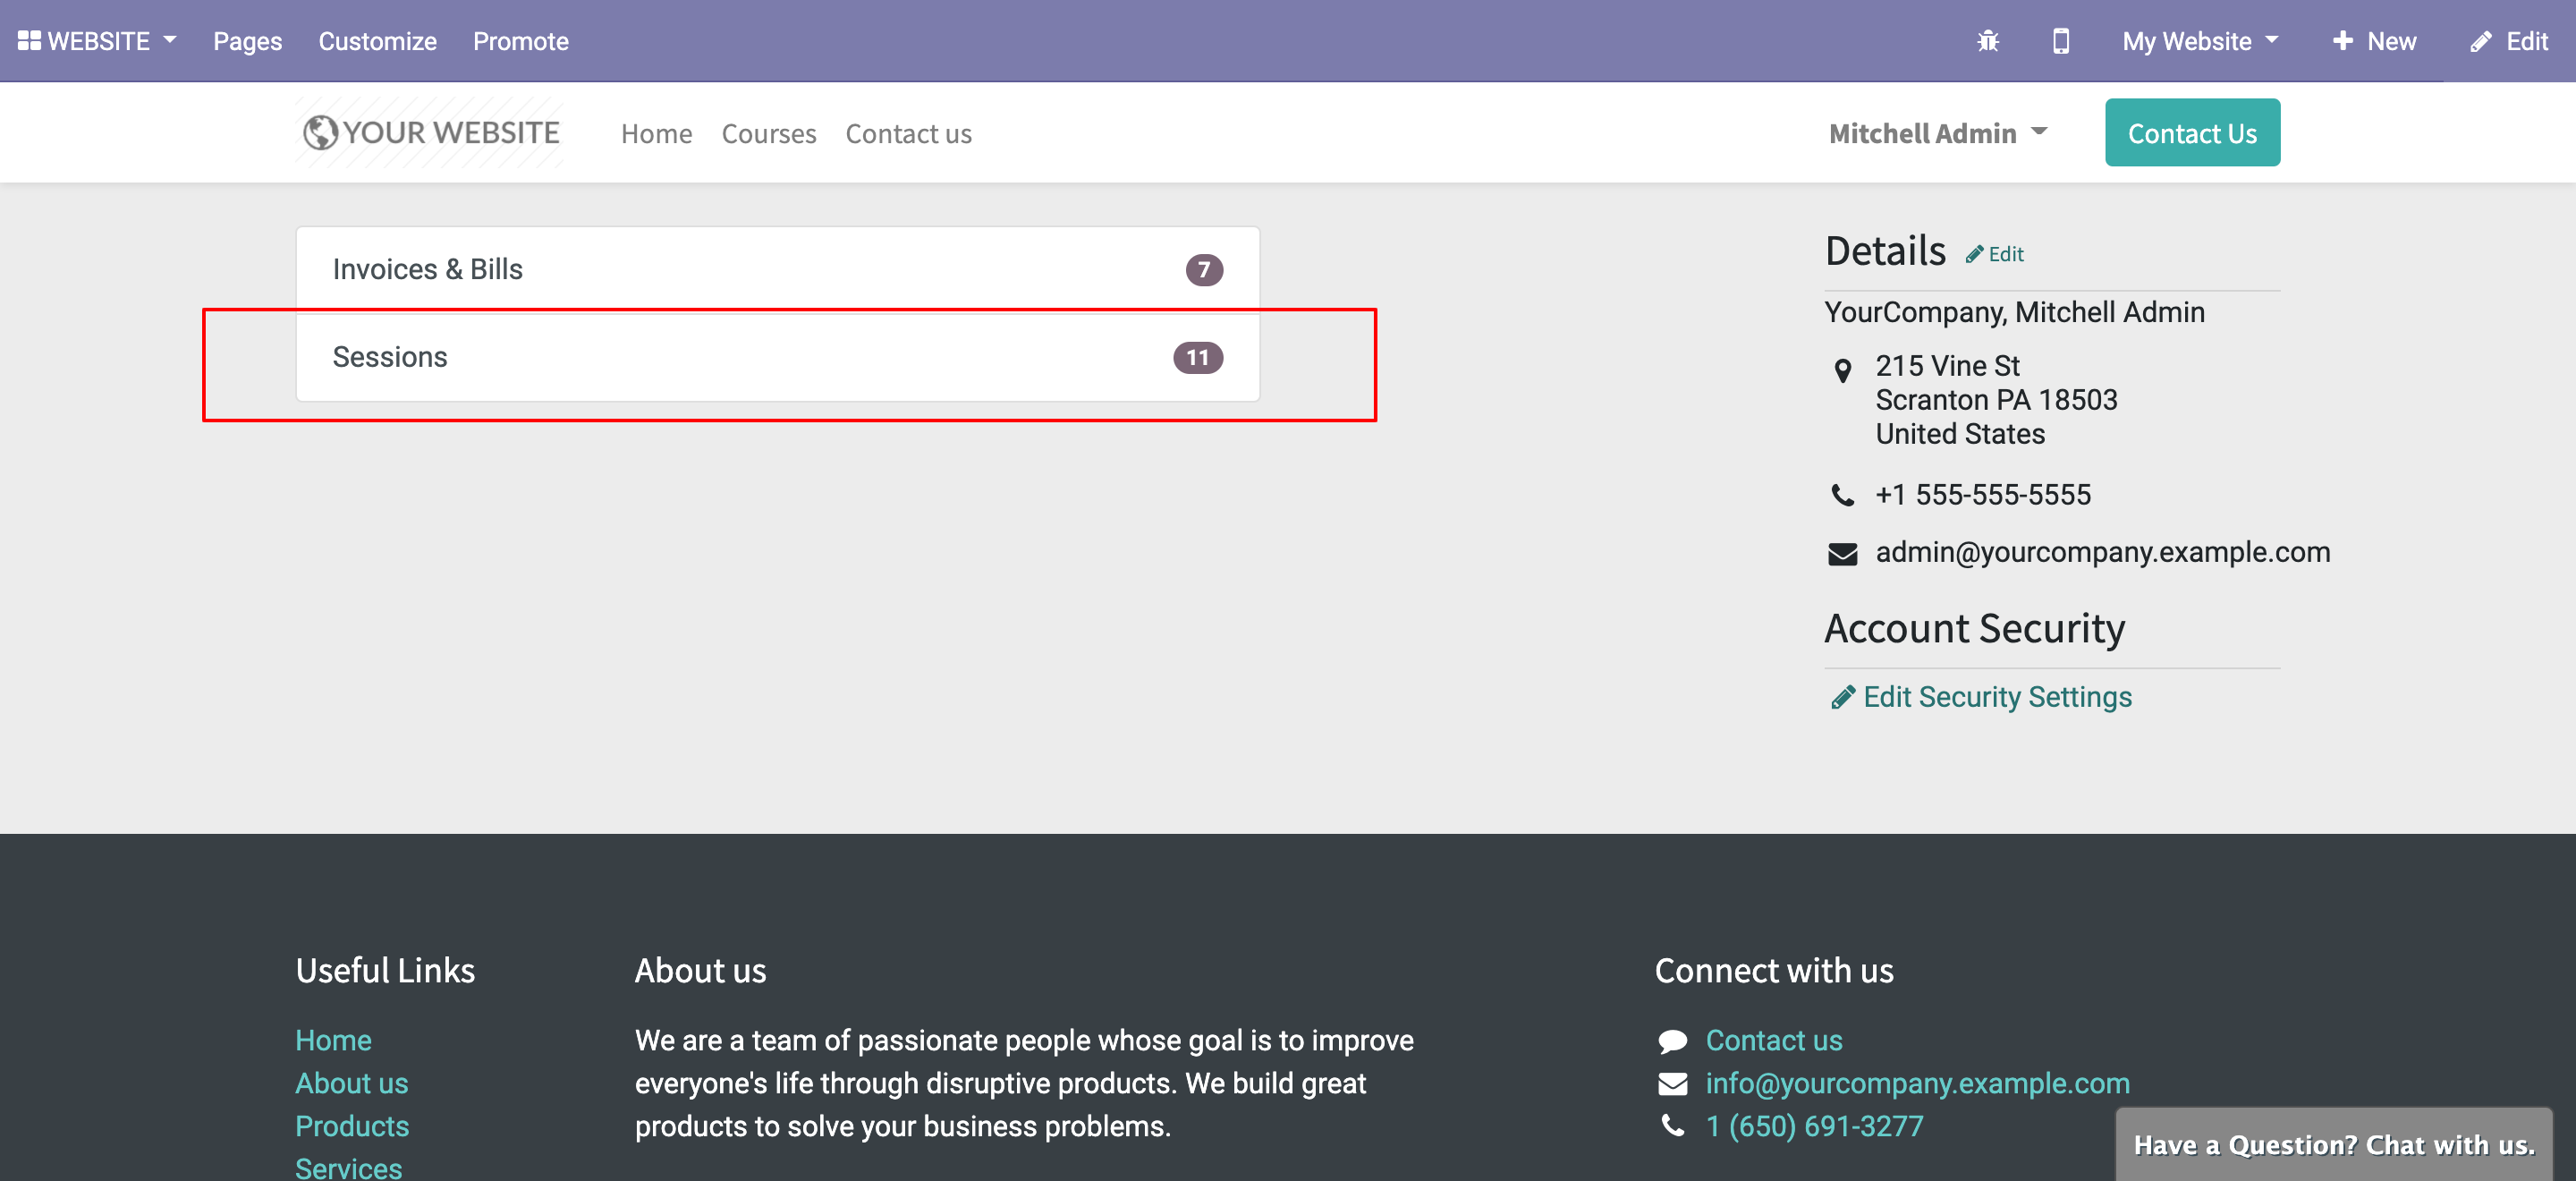 WEBSITE Pages Customize Promote My Website New Edit
YOUR WEBSITE Home Courses Contact us Mitchell Admin Contact Us
Invoices & Bills 7
Sessions 11
Details Edit
YourCompany, Mitchell Admin
215 Vine St
Scranton PA 18503
United States
+1 555-555-5555
admin@yourcompany.example.com
Account Security
Edit Security Settings
Useful Links
Home
About us
Products
Services
About us
We are a team of passionate people whose goal is to improve
everyone's life through disruptive products. We build great
products to solve your business problems.
Connect with us
Contact us
info@yourcompany.example.com
1 (650) 691-3277
Have a Question? Chat with us.